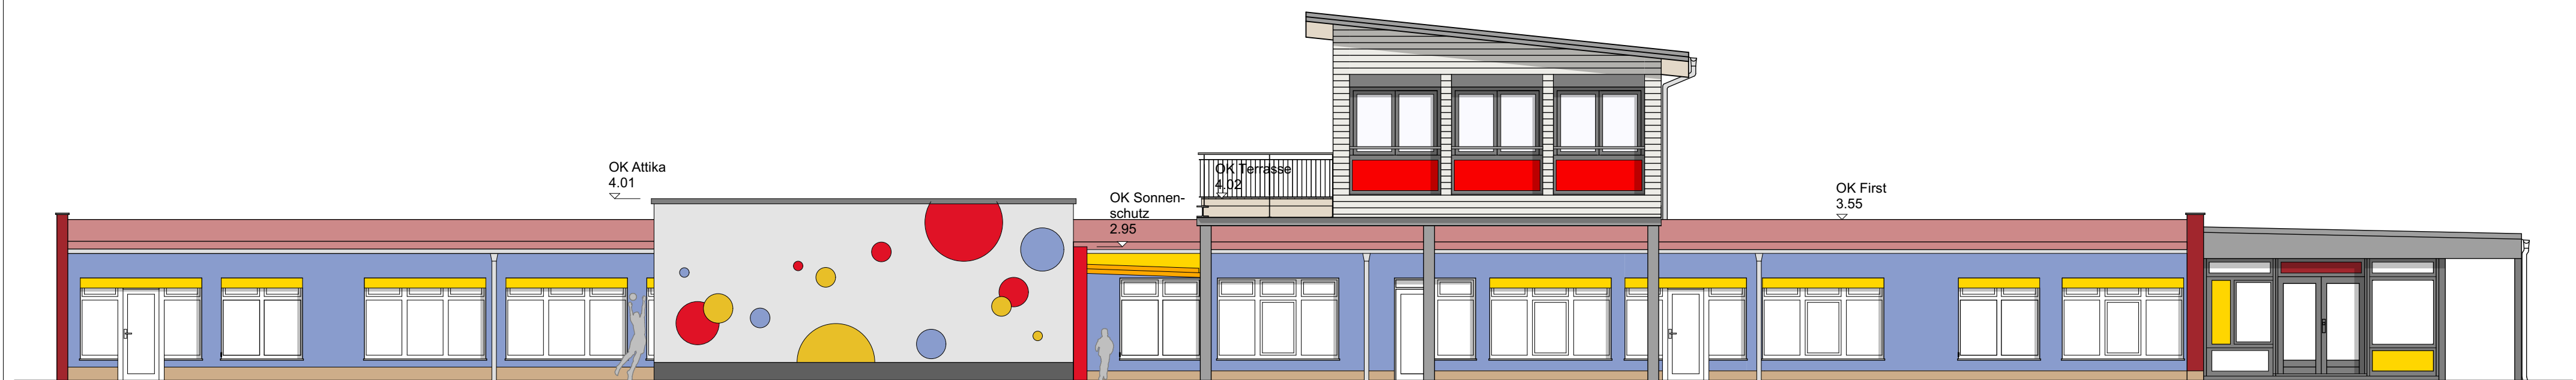 OK Attika
4.01
OK Sonnen-
schutz
2.95
OK Terrasse
4.02
OK First
3.55